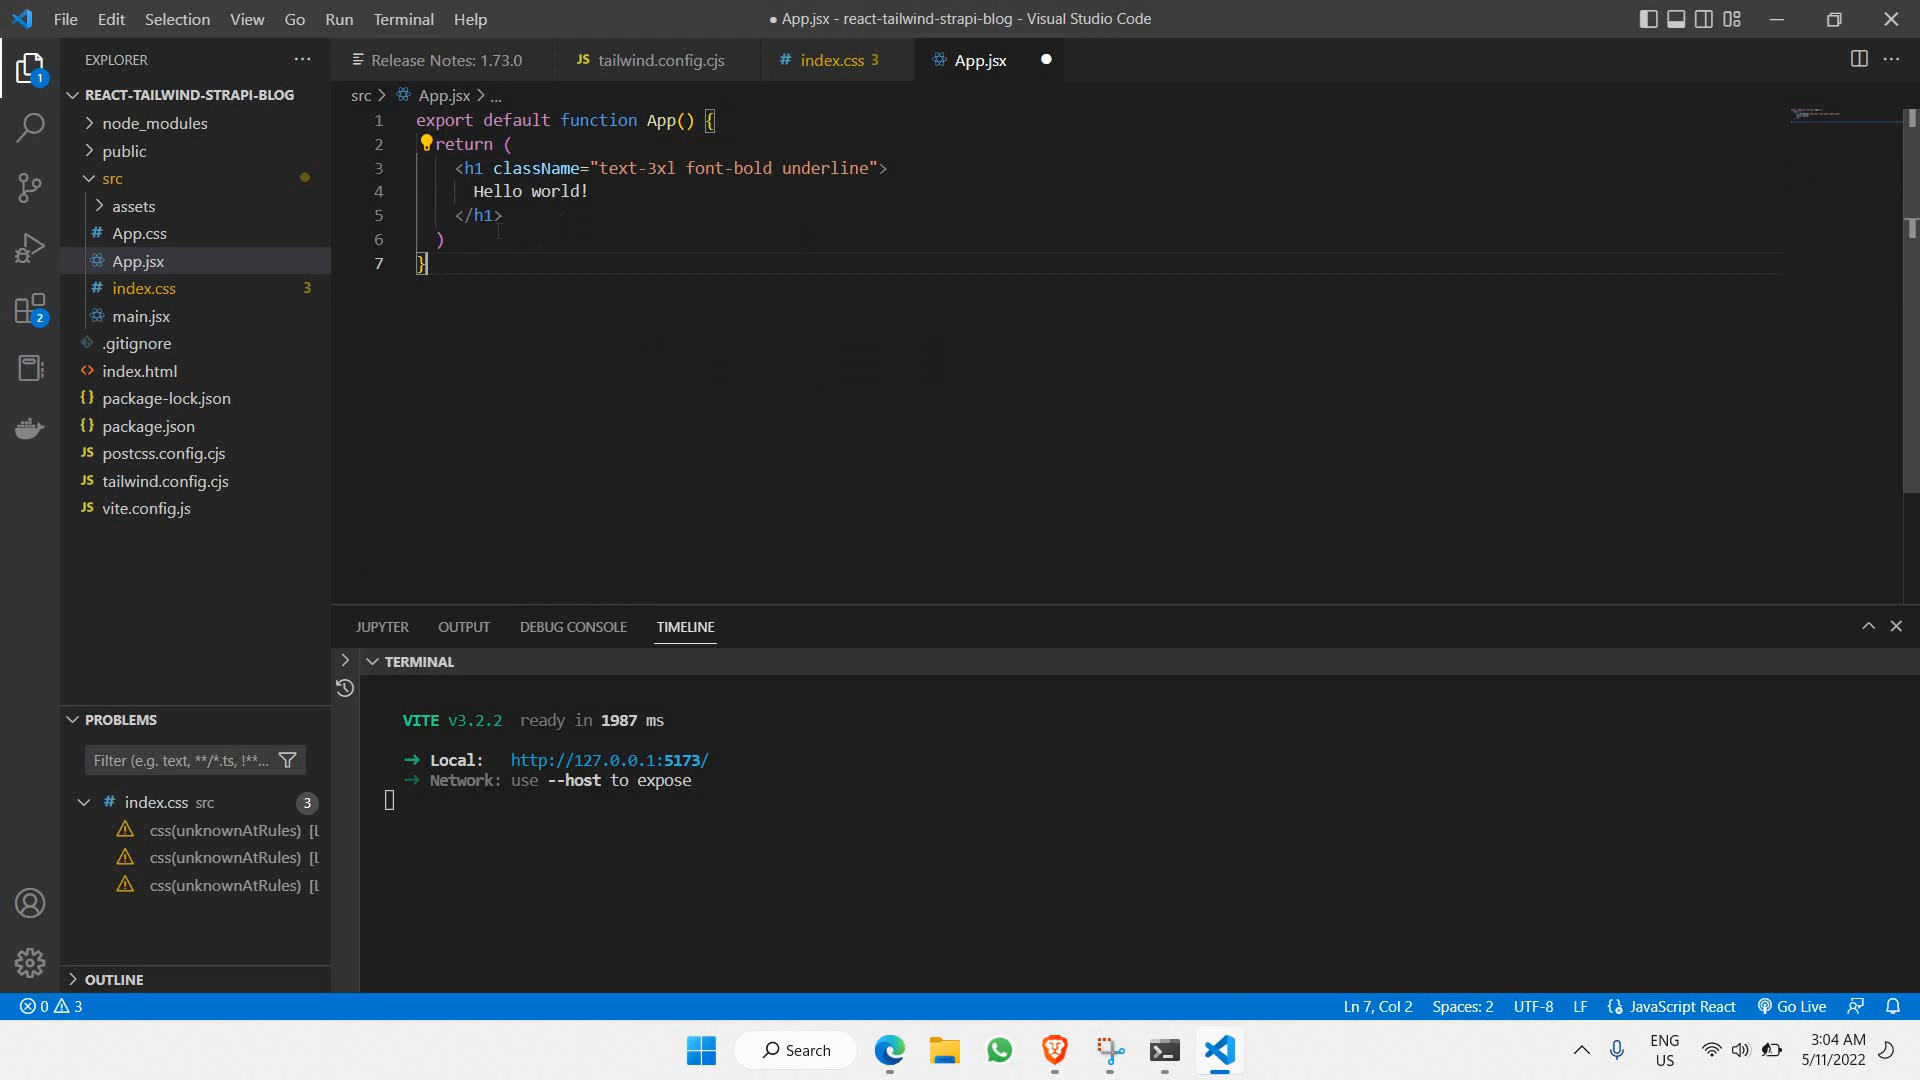 File Edit Selection View Go Run Terminal Help
● App.jsx - react-tailwind-strapi-blog - Visual Studio Code
EXPLORER
REACT-TAILWIND-STRAPI-BLOG
node_modules
public
src
assets
App.css
App.jsx
index.css 3
main.jsx
.gitignore
index.html
package-lock.json
package.json
postcss.config.cjs
tailwind.config.cjs
vite.config.js
1
2
Release Notes: 1.73.0
JS tailwind.config.cjs
# index.css 3
App.jsx
src > App.jsx > ...
1 export default function App() {
2 return (
3 <h1 className="text-3xl font-bold underline">
4 Hello world!
5 </h1>
6 )
7 }
JUPYTER OUTPUT DEBUG CONSOLE TIMELINE
TERMINAL
VITE v3.2.2 ready in 1987 ms
➜ Local: http://127.0.0.1:5173/
➜ Network: use --host to expose
PROBLEMS
Filter (e.g. text, **/*.ts, !**...
# index.css src 3
css(unknownAtRules) [L
css(unknownAtRules) [L
css(unknownAtRules) [L
OUTLINE
0 3
Ln 7, Col 2 Spaces: 2 UTF-8 LF JavaScript React Go Live
Search
ENG
US
3:04 AM
5/11/2022